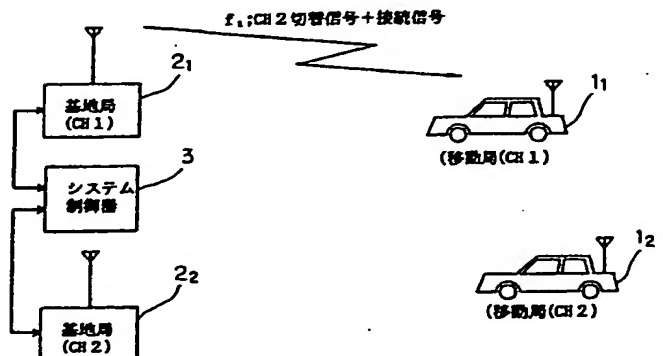 f₁;CH2切替信号+接続信号
基地局
(CH1)
2₁
1₁
(移動局(CH1)
システム
制御器
3
1₂
(移動局(CH2)
基地局
(CH2)
2₂